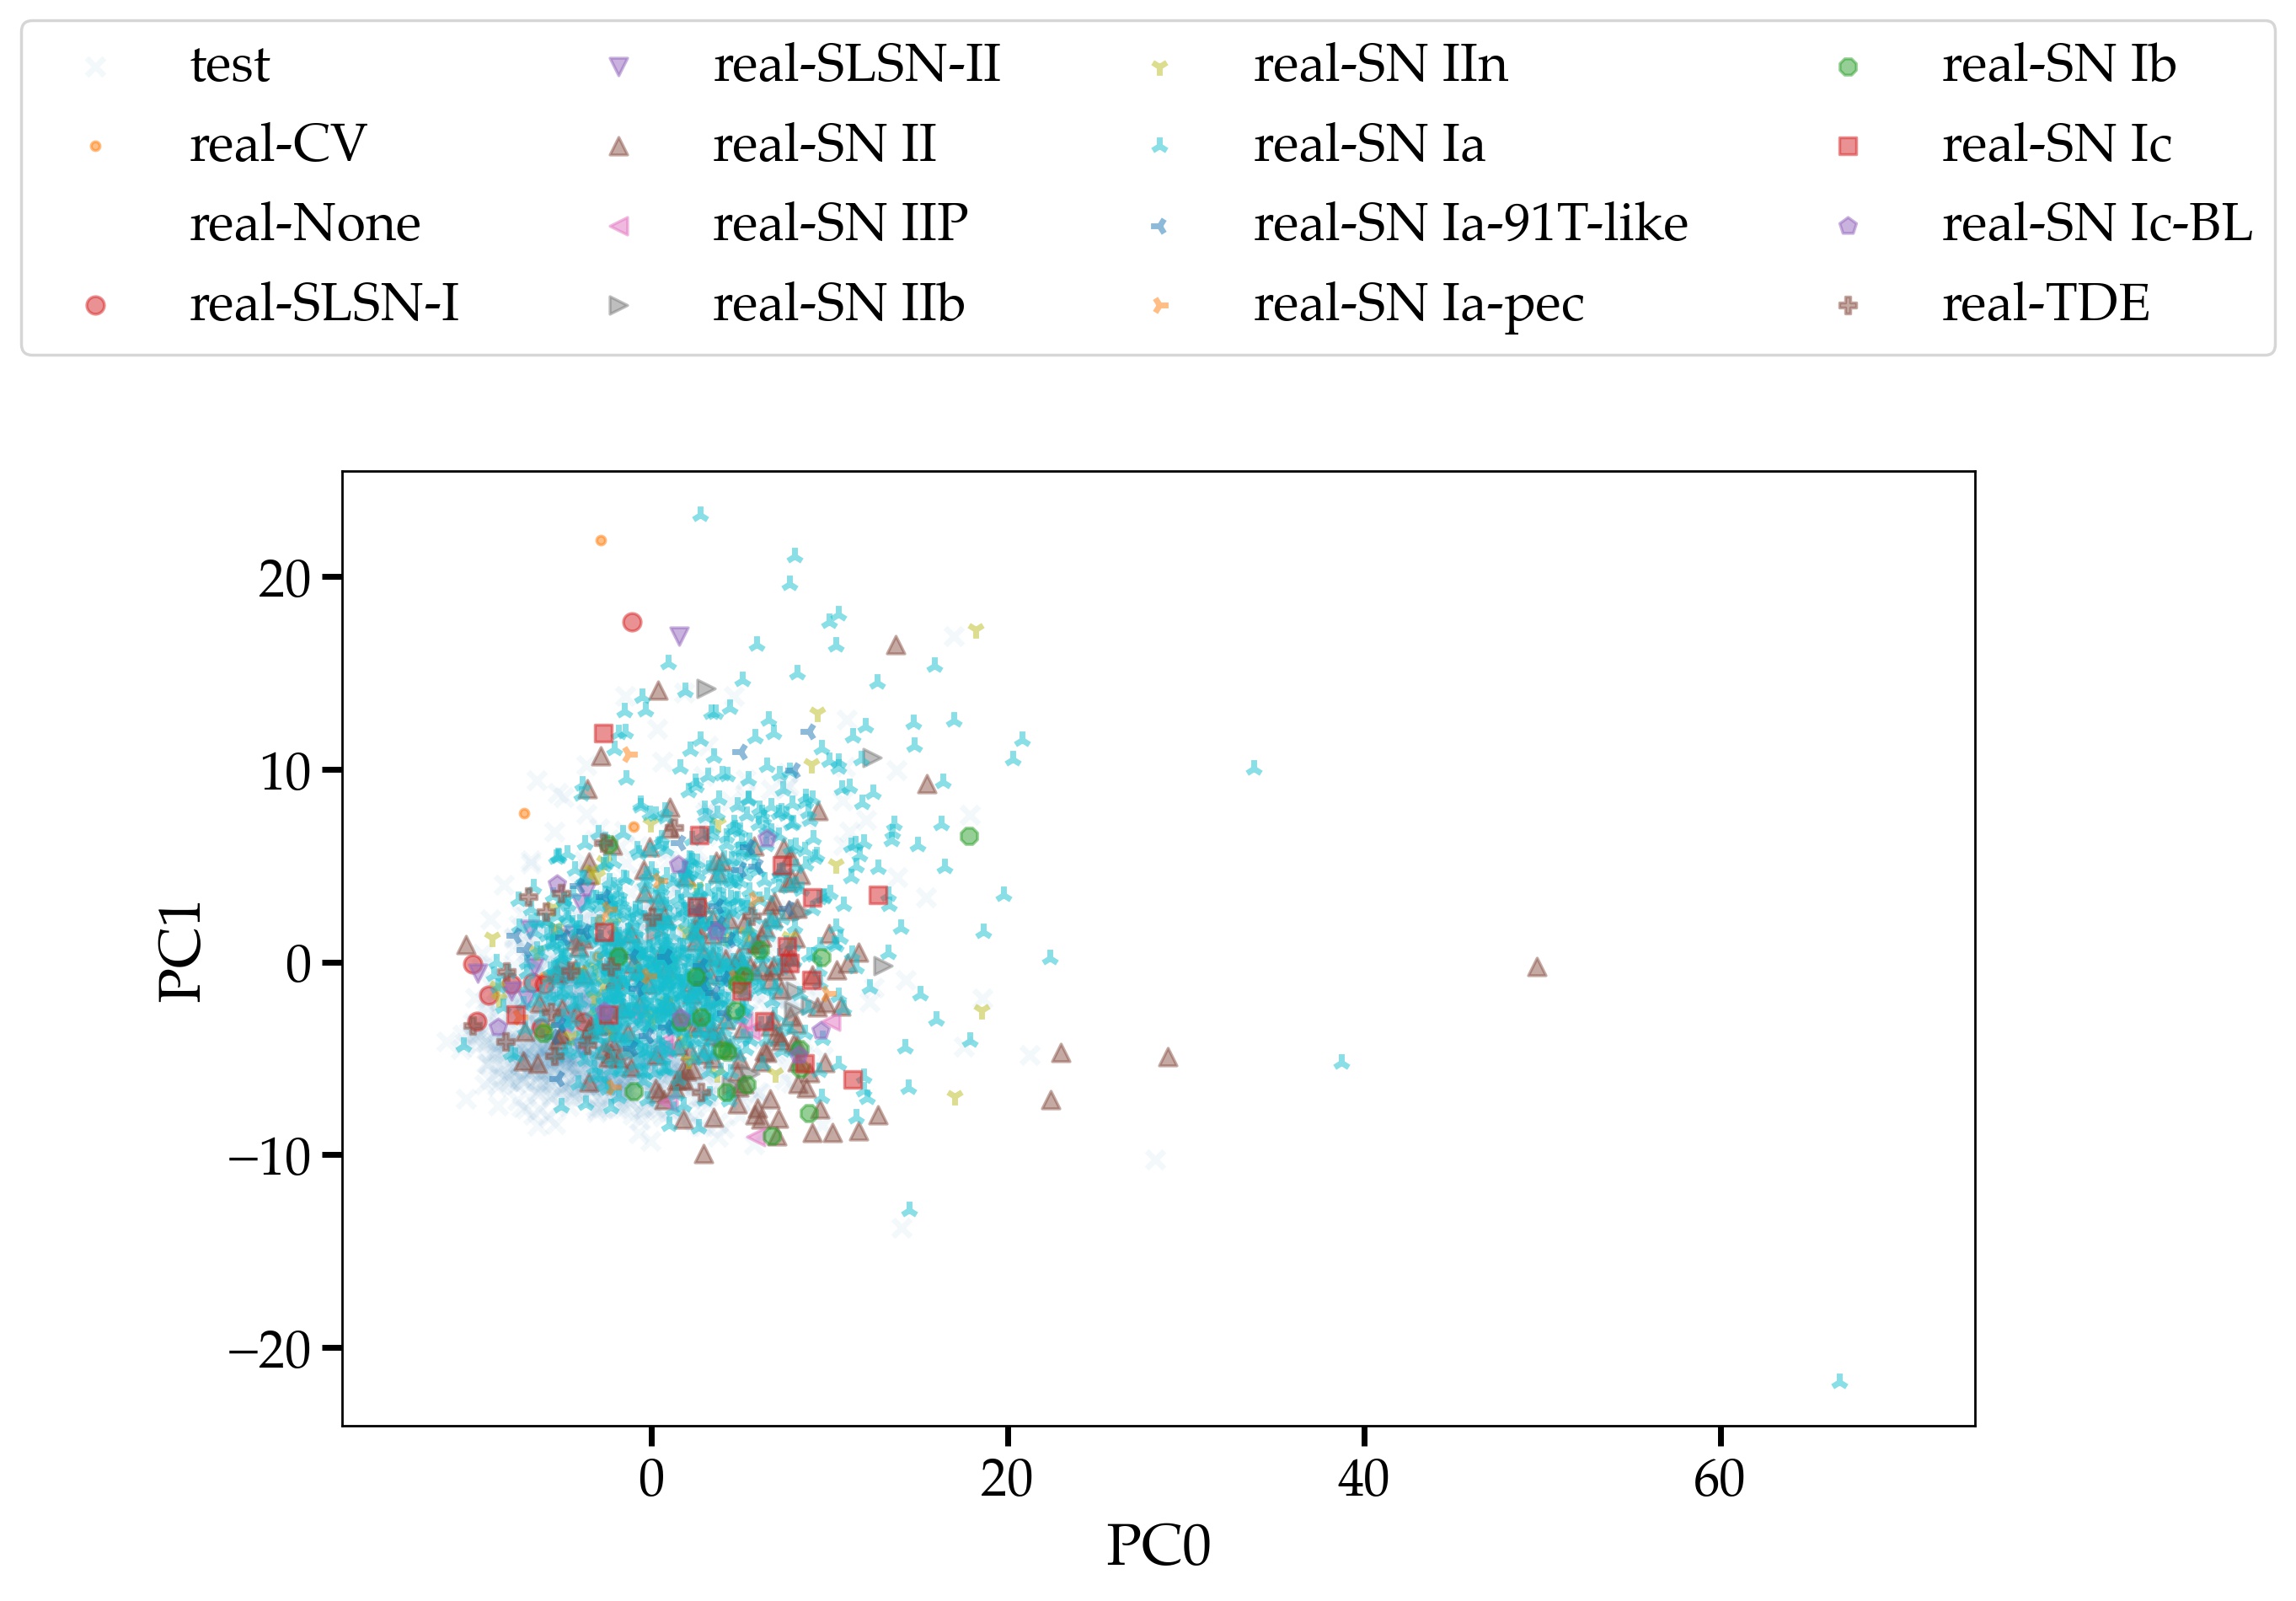 test
real-CV
real-None
real-SLSN-I
real-SLSN-II
real-SN II
real-SN IIP
real-SN IIb
real-SN IIn
real-SN Ia
real-SN Ia-91T-like
real-SN Ia-pec
real-SN Ib
real-SN Ic
real-SN Ic-BL
real-TDE
20
10
0
−10
−20
PC1
0
20
40
60
PC0